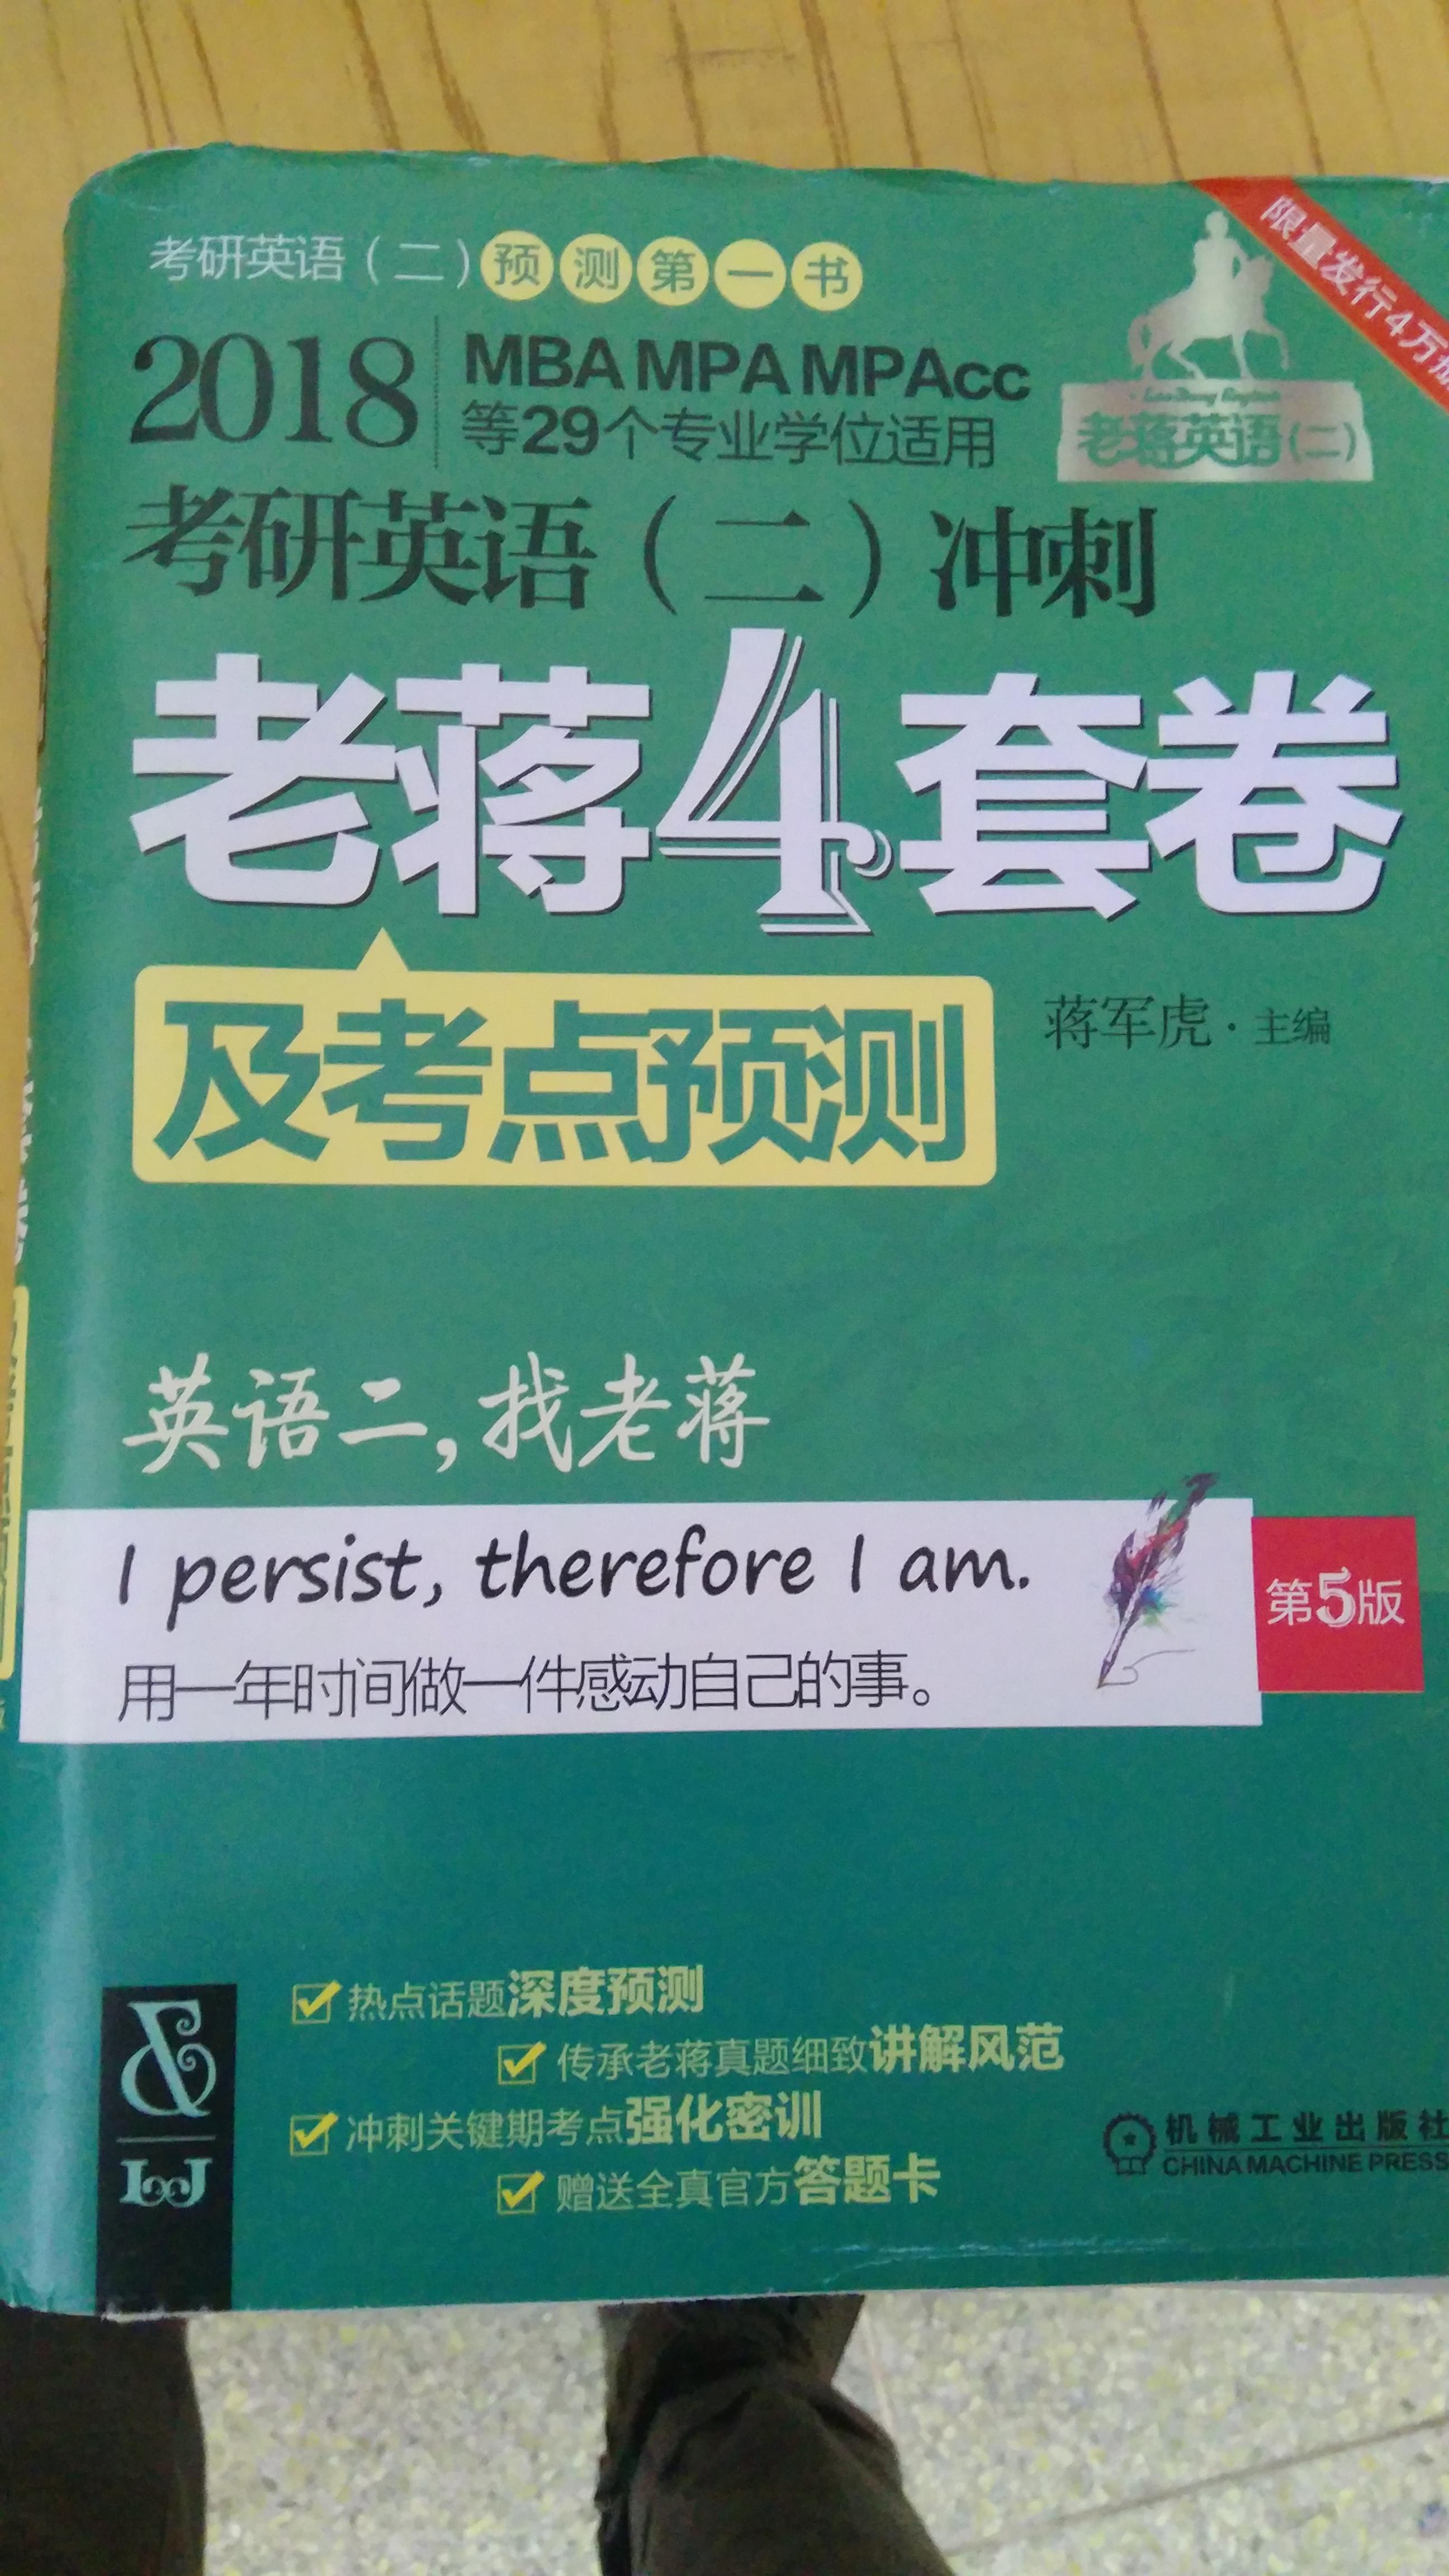 考研英语（二）预测第一书
限量发行4万
2018
MBA MPA MPAcc
等29个专业学位适用
老蒋英语(二)
考研英语（二）冲刺
老蒋4套卷
及考点预测
蒋军虎·主编
英语二,找老蒋
I persist, therefore I am.
用一年时间做一件感动自己的事。
第5版
热点话题深度预测
传承老蒋真题细致讲解风范
冲刺关键期考点强化密训
赠送全真官方答题卡
机械工业出版社
CHINA MACHINE PRESS